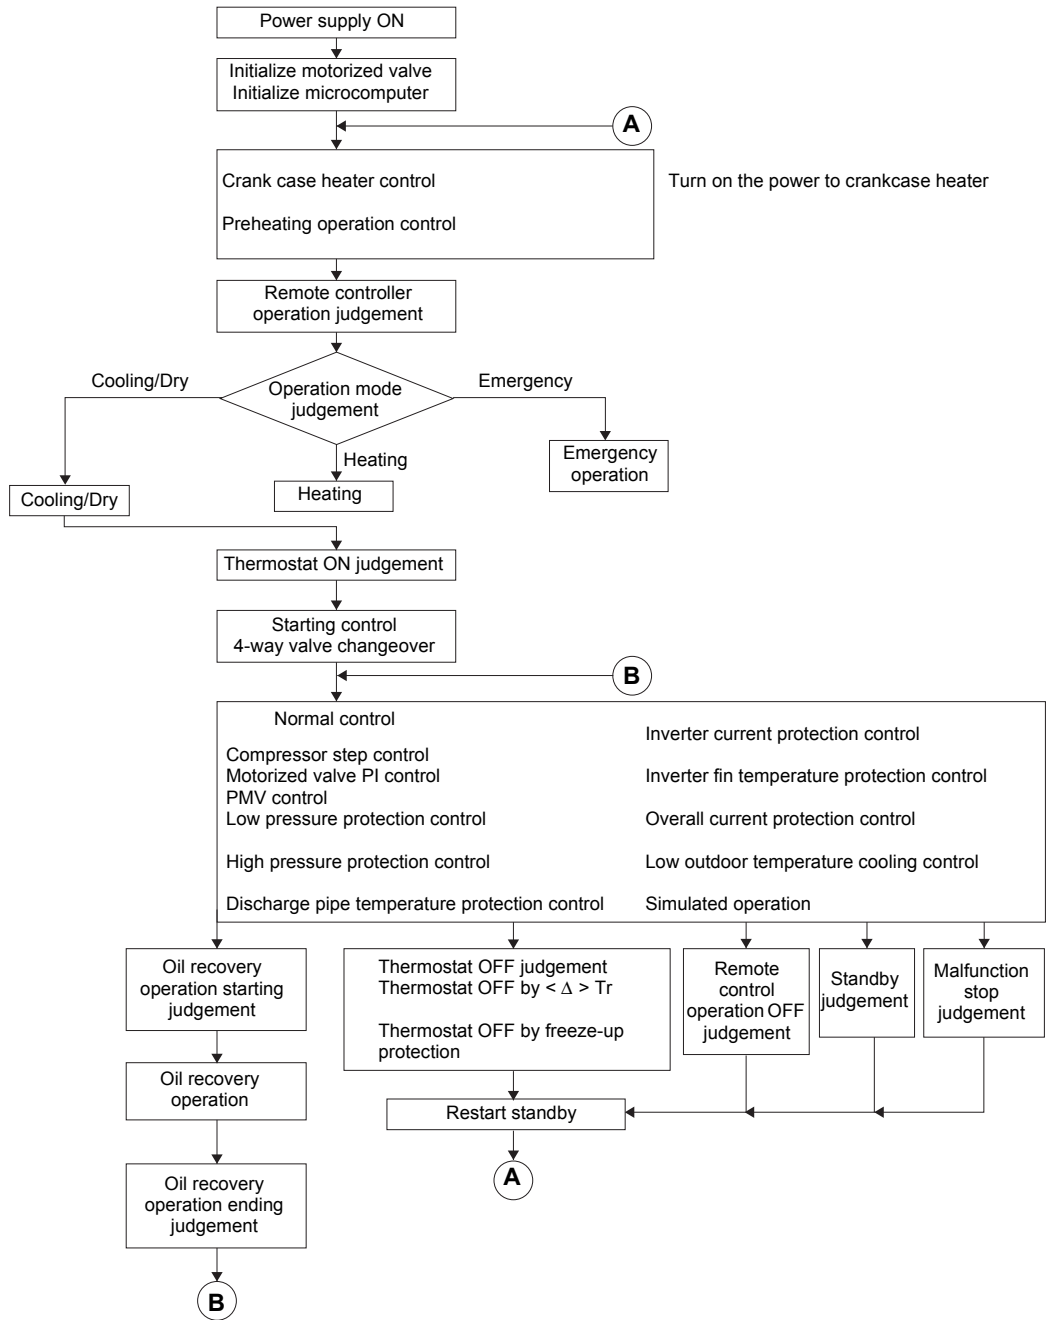 Power supply ON
Initialize motorized valve
Initialize microcomputer
A
Crank case heater control
Turn on the power to crankcase heater
Preheating operation control
Remote controller
operation judgement
Cooling/Dry
Operation mode
judgement
Emergency
Heating
Emergency
operation
Cooling/Dry
Heating
Thermostat ON judgement
Starting control
4-way valve changeover
B
Normal control
Compressor step control
Motorized valve PI control
PMV control
Low pressure protection control
High pressure protection control
Discharge pipe temperature protection control
Inverter current protection control
Inverter fin temperature protection control
Overall current protection control
Low outdoor temperature cooling control
Simulated operation
Oil recovery
operation starting
judgement
Thermostat OFF judgement
Thermostat OFF by < Δ > Tr
Thermostat OFF by freeze-up
protection
Remote
control
operation OFF
judgement
Standby
judgement
Malfunction
stop
judgement
Oil recovery
operation
Restart standby
A
Oil recovery
operation ending
judgement
B